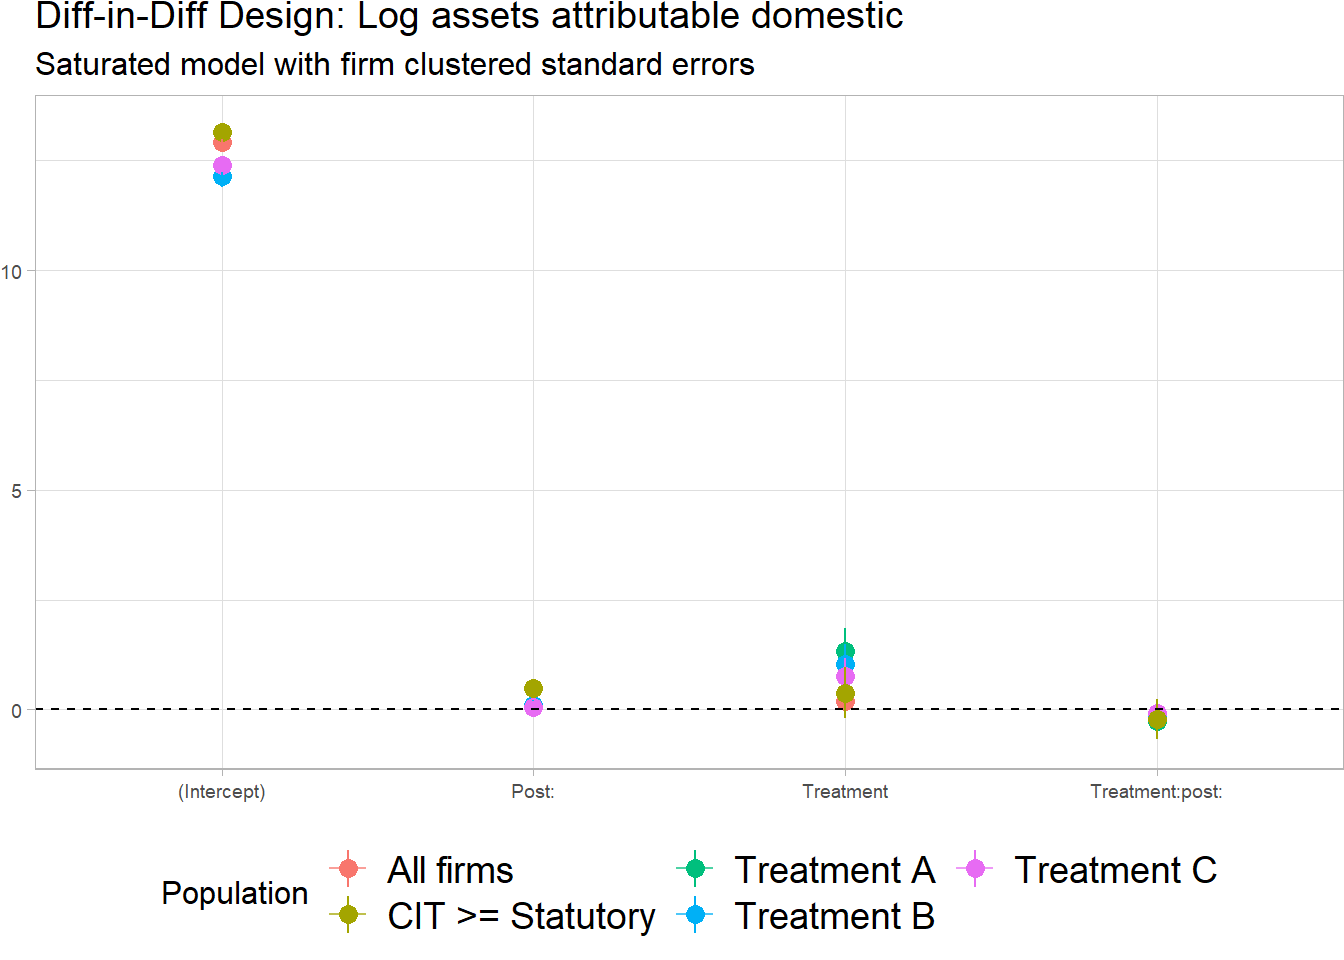 Diff-in-Diff Design: Log assets attributable domestic
Saturated model with firm clustered standard errors
10
5
0
(Intercept) Post: Treatment Treatment:post:
Population
All firms Treatment A Treatment C
CIT >= Statutory Treatment B